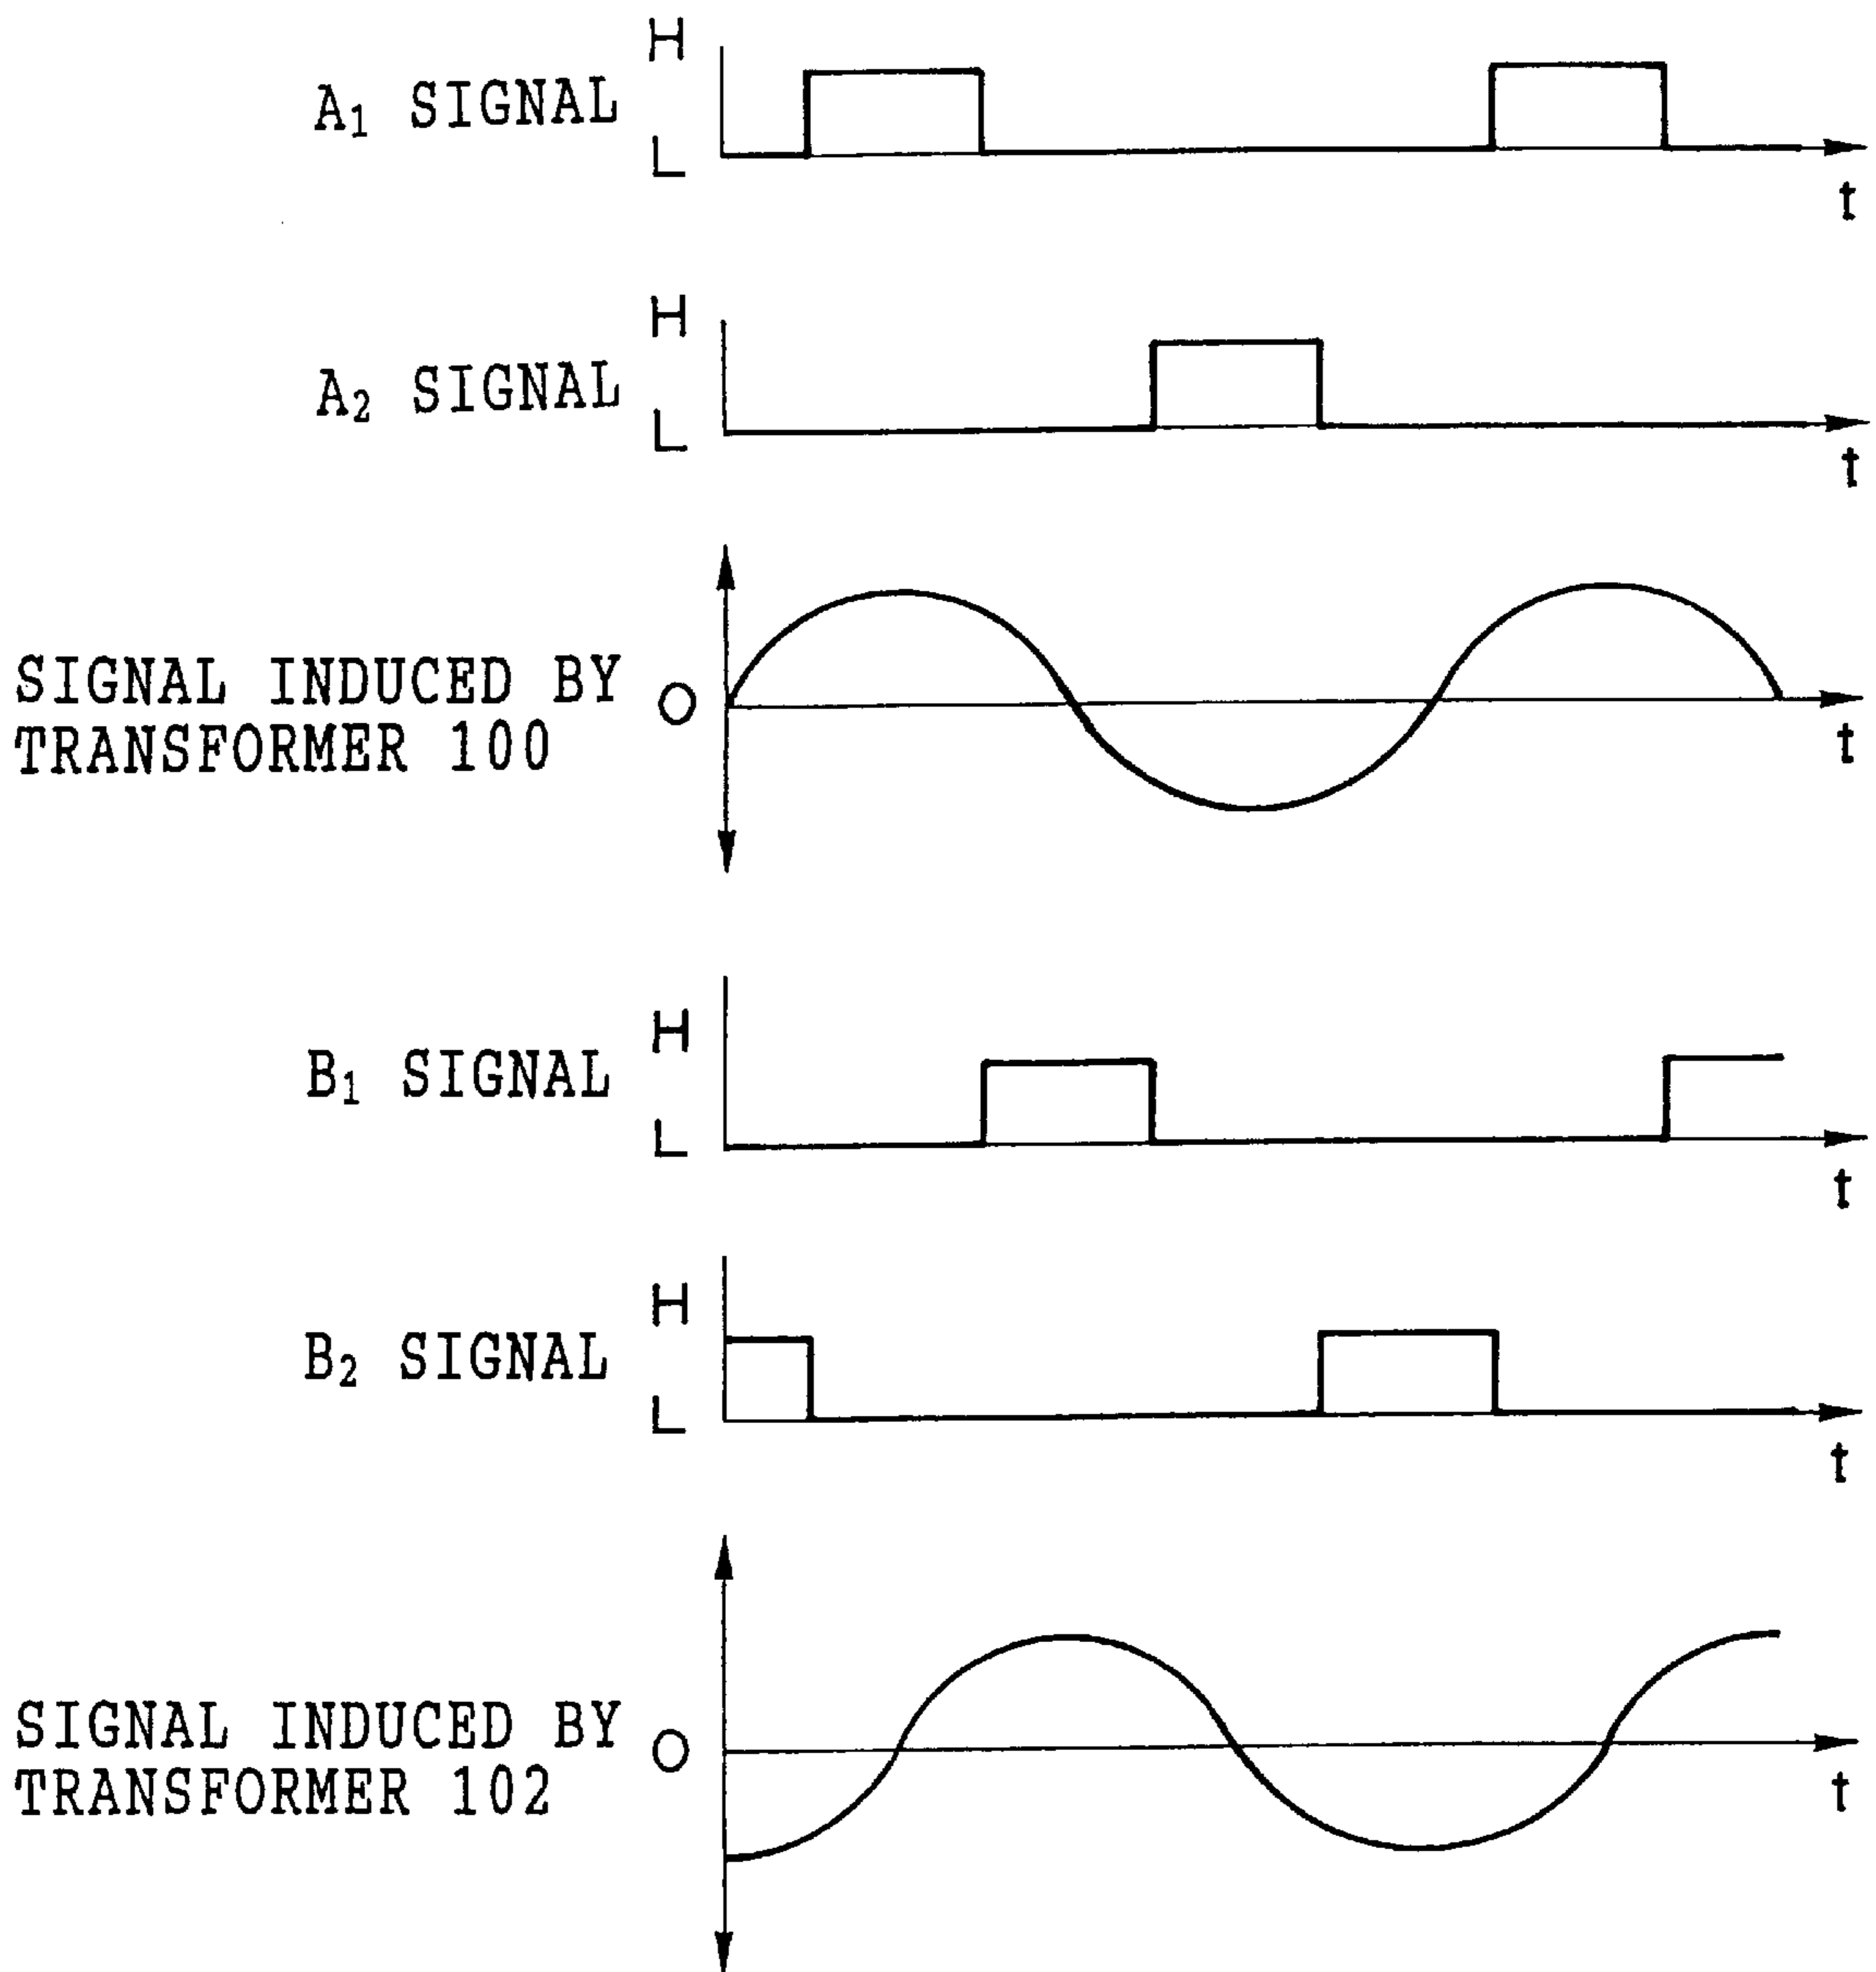 H
A₁ SIGNAL
L
t
H
A₂ SIGNAL
L
t
SIGNAL INDUCED BY
TRANSFORMER 100
O
t
H
B₁ SIGNAL
L
t
H
B₂ SIGNAL
L
t
SIGNAL INDUCED BY
TRANSFORMER 102
O
t